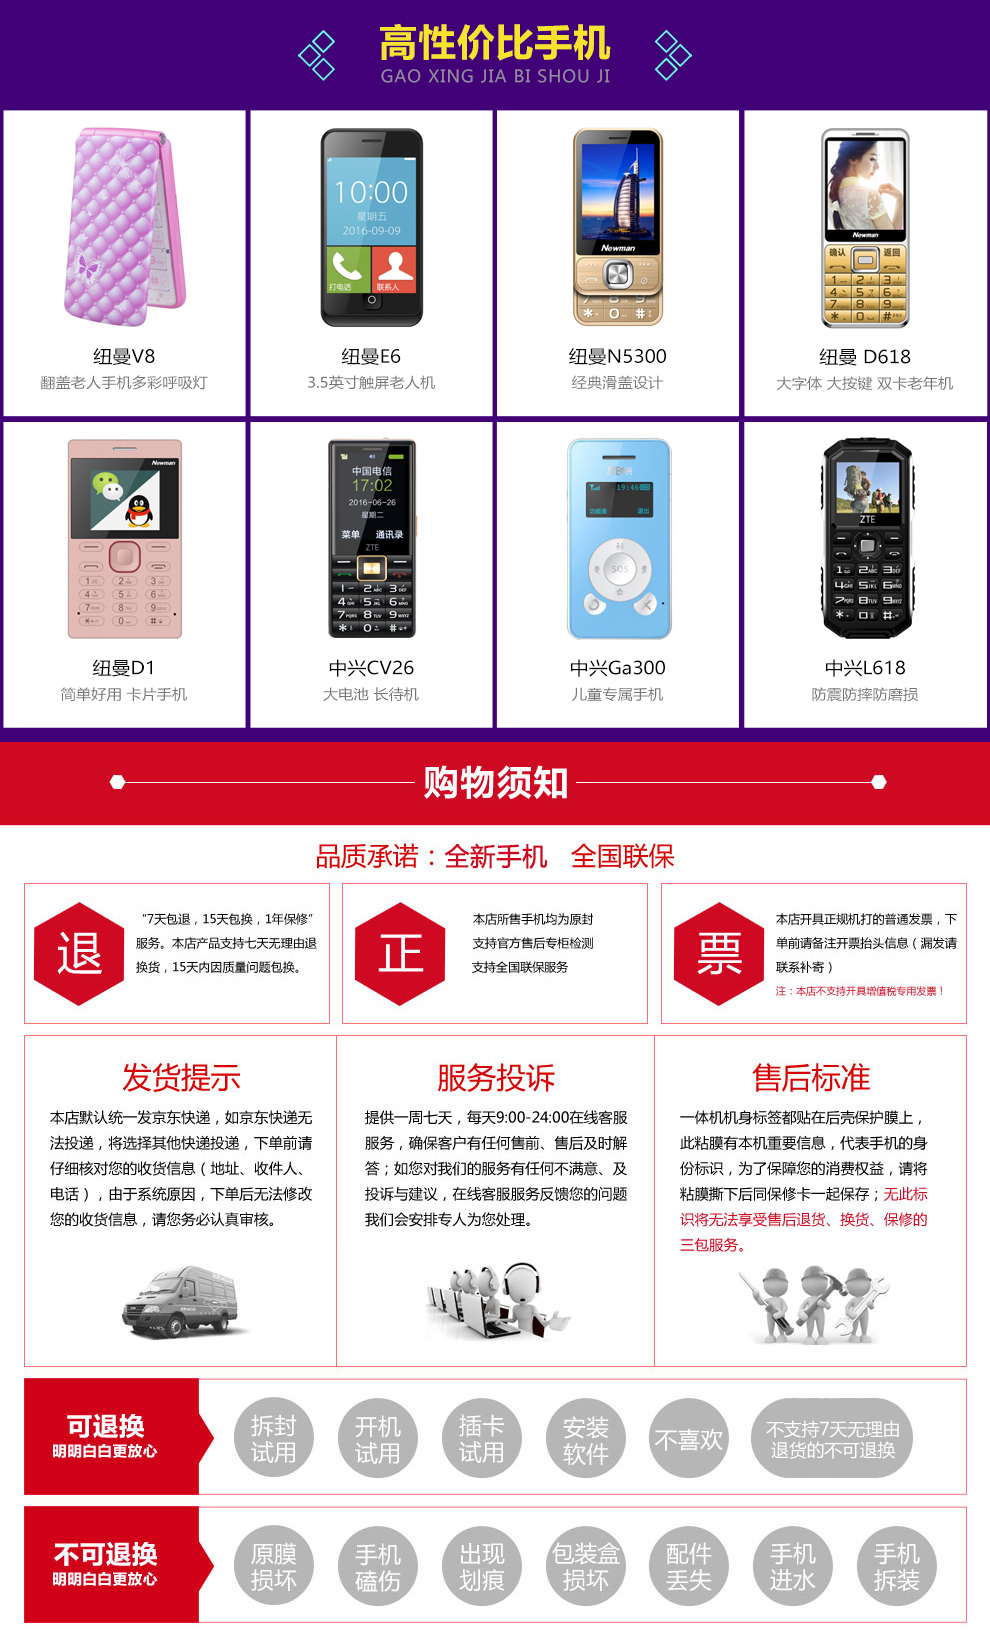 高性价比手机
GAO XING JIA BI SHOU JI
10:00
星期五
2016-09-09
打电话
联系人
Newman
Newman
确认
返回
纽曼V8
翻盖老人手机多彩呼吸灯
纽曼E6
3.5英寸触屏老人机
纽曼N5300
经典滑盖设计
纽曼 D618
大字体 大按键 双卡老年机
Newman
中国电信
17:02
2016-06-26
星期二
菜单 通讯录
ZTE
19:46
功能表 退出
SOS
ZTE
纽曼D1
简单好用 卡片手机
中兴CV26
大电池 长待机
中兴Ga300
儿童专属手机
中兴L618
防震防摔防磨损
购物须知
品质承诺：全新手机 全国联保
退
“7天包退，15天包换，1年保修”
服务。本店产品支持七天无理由退
换货，15天内因质量问题包换。
正
本店所售手机均为原封
支持官方售后专柜检测
支持全国联保服务
票
本店开具正规机打的普通发票，下
单前请备注开票抬头信息（漏发请
联系补寄）
注：本店不支持开具增值税专用发票！
发货提示
本店默认统一发京东快递，如京东快递无
法投递，将选择其他快递投递，下单前请
仔细核对您的收货信息（地址、收件人、
电话），由于系统原因，下单后无法修改
您的收货信息，请您务必认真审核。
服务投诉
提供一周七天，每天9:00-24:00在线客服
服务，确保客户有任何售前、售后及时解
答；如您对我们的服务有任何不满意、及
投诉与建议，在线客服服务反馈您的问题
我们会安排专人为您处理。
售后标准
一体机机身标签都贴在后壳保护膜上，
此粘膜有本机重要信息，代表手机的身
份标识，为了保障您的消费权益，请将
粘膜撕下后同保修卡一起保存；无此标
识将无法享受售后退货、换货、保修的
三包服务。
可退换
明明白白更放心
拆封
试用
开机
试用
插卡
试用
安装
软件
不喜欢
不支持7天无理由
退货的不可退换
不可退换
明明白白更放心
原膜
损坏
手机
磕伤
出现
划痕
包装盒
损坏
配件
丢失
手机
进水
手机
拆装